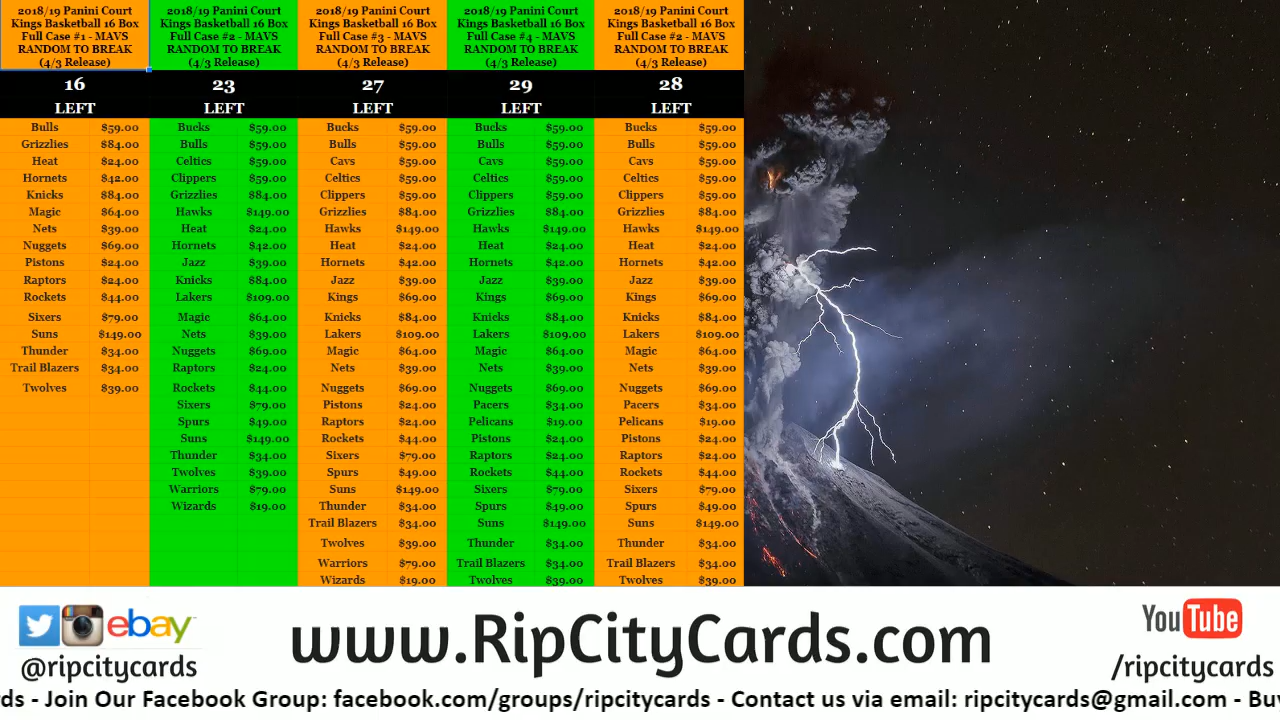 2018/19 Panini Court
Kings Basketball 16 Box
Full Case #1 - MAVS
RANDOM TO BREAK
(4/3 Release)
16
LEFT
Bulls $59.00
Grizzlies $84.00
Heat $24.00
Hornets $42.00
Knicks $84.00
Magic $64.00
Nets $39.00
Nuggets $69.00
Pistons $24.00
Raptors $24.00
Rockets $44.00
Sixers $79.00
Suns $149.00
Thunder $34.00
Trail Blazers $34.00
Twolves $39.00
2018/19 Panini Court
Kings Basketball 16 Box
Full Case #2 - MAVS
RANDOM TO BREAK
(4/3 Release)
23
LEFT
Bucks $59.00
Bulls $59.00
Celtics $59.00
Clippers $59.00
Grizzlies $84.00
Hawks $149.00
Heat $24.00
Hornets $42.00
Jazz $39.00
Knicks $84.00
Lakers $109.00
Magic $64.00
Nets $39.00
Nuggets $69.00
Raptors $24.00
Rockets $44.00
Sixers $79.00
Spurs $49.00
Suns $149.00
Thunder $34.00
Twolves $39.00
Warriors $79.00
Wizards $19.00
2018/19 Panini Court
Kings Basketball 16 Box
Full Case #3 - MAVS
RANDOM TO BREAK
(4/3 Release)
27
LEFT
Bucks $59.00
Bulls $59.00
Cavs $59.00
Celtics $59.00
Clippers $59.00
Grizzlies $84.00
Hawks $149.00
Heat $24.00
Hornets $42.00
Jazz $39.00
Kings $69.00
Knicks $84.00
Lakers $109.00
Magic $64.00
Nets $39.00
Nuggets $69.00
Pistons $24.00
Raptors $24.00
Rockets $44.00
Sixers $79.00
Spurs $49.00
Suns $149.00
Thunder $34.00
Trail Blazers $34.00
Twolves $39.00
Warriors $79.00
Wizards $19.00
2018/19 Panini Court
Kings Basketball 16 Box
Full Case #4 - MAVS
RANDOM TO BREAK
(4/3 Release)
29
LEFT
Bucks $59.00
Bulls $59.00
Cavs $59.00
Celtics $59.00
Clippers $59.00
Grizzlies $84.00
Hawks $149.00
Heat $24.00
Hornets $42.00
Jazz $39.00
Kings $69.00
Knicks $84.00
Lakers $109.00
Magic $64.00
Nets $39.00
Nuggets $69.00
Pacers $34.00
Pelicans $19.00
Pistons $24.00
Raptors $24.00
Rockets $44.00
Sixers $79.00
Spurs $49.00
Suns $149.00
Thunder $34.00
Trail Blazers $34.00
Twolves $39.00
2018/19 Panini Court
Kings Basketball 16 Box
Full Case #2 - MAVS
RANDOM TO BREAK
(4/3 Release)
28
LEFT
Bucks $59.00
Bulls $59.00
Cavs $59.00
Celtics $59.00
Clippers $59.00
Grizzlies $84.00
Hawks $149.00
Heat $24.00
Hornets $42.00
Jazz $39.00
Kings $69.00
Knicks $84.00
Lakers $109.00
Magic $64.00
Nets $39.00
Nuggets $69.00
Pacers $34.00
Pelicans $19.00
Pistons $24.00
Raptors $24.00
Rockets $44.00
Sixers $79.00
Spurs $49.00
Suns $149.00
Thunder $34.00
Trail Blazers $34.00
Twolves $39.00
ebay
@ripcitycards
www.RipCityCards.com
YouTube
/ripcitycards
ds - Join Our Facebook Group: facebook.com/groups/ripcitycards - Contact us via email: ripcitycards@gmail.com - Bu